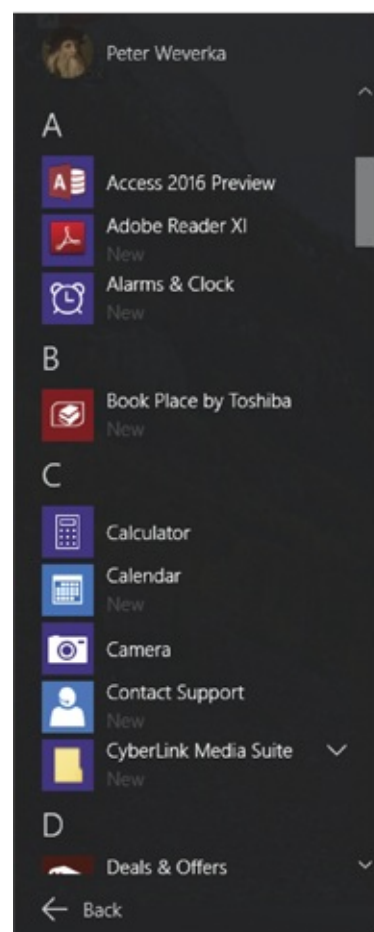 Peter Weverka
A
Access 2016 Preview
Adobe Reader XI
New
Alarms & Clock
New
B
Book Place by Toshiba
New
C
Calculator
Calendar
New
Camera
Contact Support
New
CyberLink Media Suite
New
D
Deals & Offers
Back